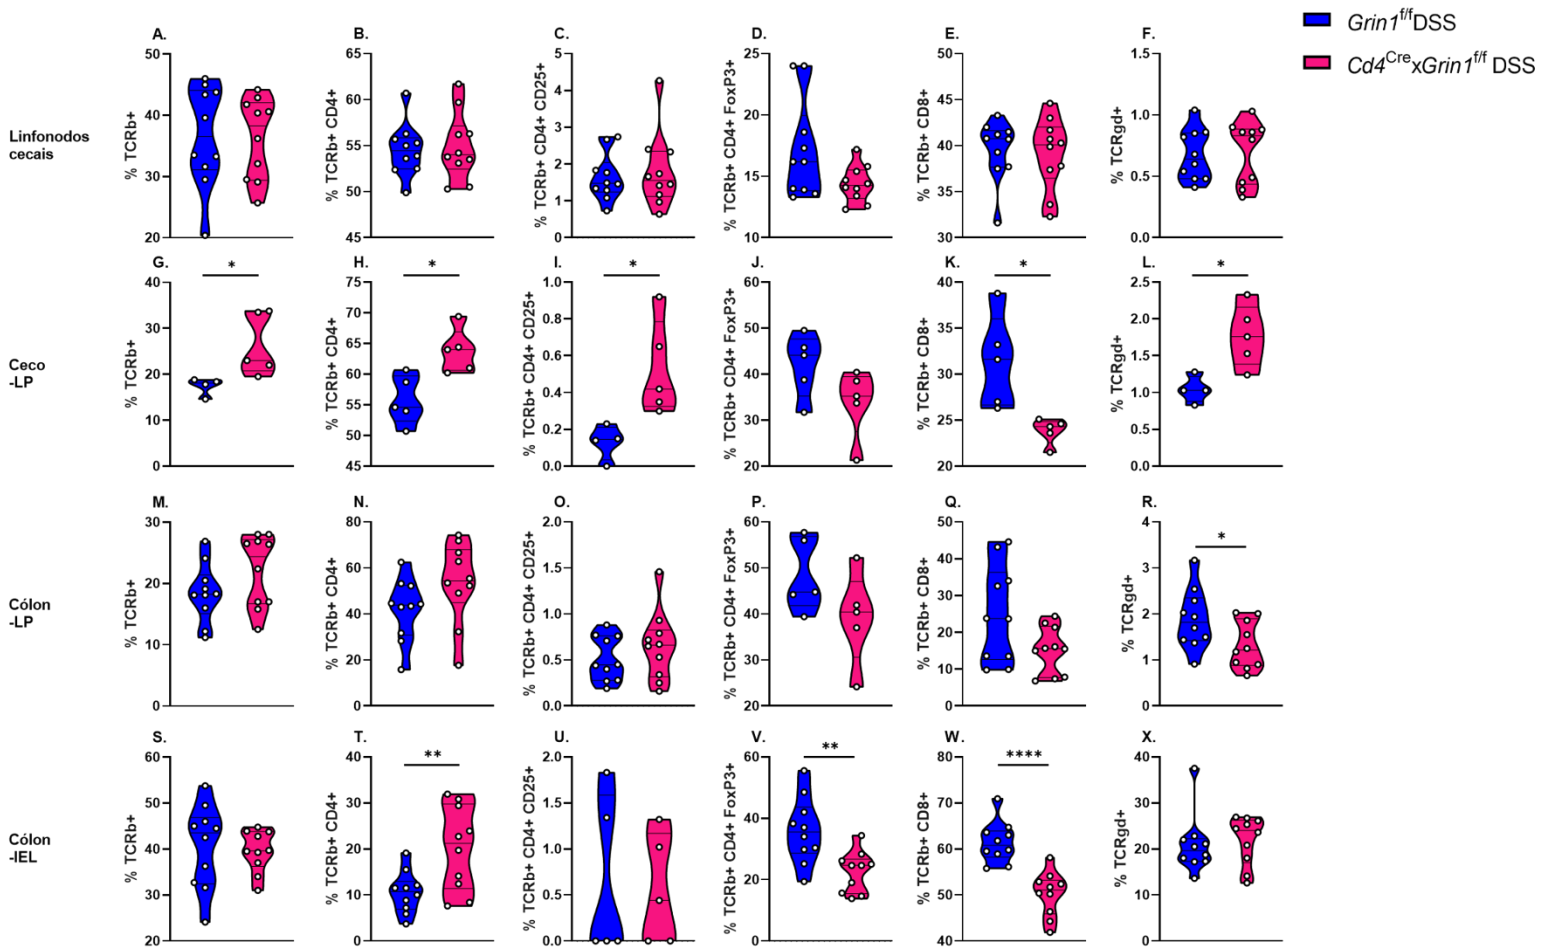 Grin1f/fDSS
Cd4CrexGrin1f/f DSS
Linfonodos
cecais
A.
% TCRb+
50
40
30
20
B.
% TCRb+ CD4+
65
60
55
50
45
C.
% TCRb+ CD4+ CD25+
5
4
3
2
1
0
D.
% TCRb+ CD4+ FoxP3+
25
20
15
10
E.
% TCRb+ CD8+
50
45
40
35
30
F.
% TCRgd+
1.5
1.0
0.5
0.0
Ceco
-LP
G.
*
% TCRb+
40
30
20
10
0
H.
*
% TCRb+ CD4+
75
70
65
60
55
50
45
I.
*
% TCRb+ CD4+ CD25+
1.0
0.8
0.6
0.4
0.2
0.0
J.
% TCRb+ CD4+ FoxP3+
60
50
40
30
20
K.
*
% TCRb+ CD8+
40
35
30
25
20
L.
*
% TCRgd+
2.5
2.0
1.5
1.0
0.5
0.0
Cólon
-LP
M.
% TCRb+
30
20
10
0
N.
% TCRb+ CD4+
80
60
40
20
0
O.
% TCRb+ CD4+ CD25+
2.0
1.5
1.0
0.5
0.0
P.
% TCRb+ CD4+ FoxP3+
60
50
40
30
20
Q.
% TCRb+ CD8+
50
40
30
20
10
0
R.
*
% TCRgd+
4
3
2
1
0
Cólon
-IEL
S.
% TCRb+
60
50
40
30
20
T.
**
% TCRb+ CD4+
40
30
20
10
0
U.
% TCRb+ CD4+ CD25+
2.0
1.5
1.0
0.5
0.0
V.
**
% TCRb+ CD4+ FoxP3+
60
40
20
0
W.
****
% TCRb+ CD8+
80
70
60
50
40
X.
% TCRgd+
40
30
20
10
0